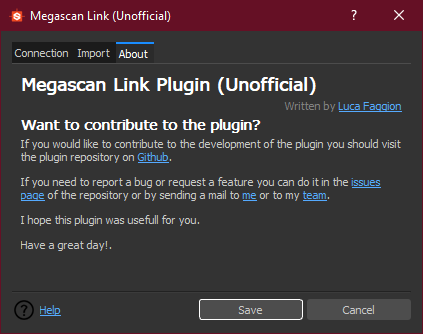 Megascan Link (Unofficial)
?
Connection Import About
Megascan Link Plugin (Unofficial)
Written by Luca Faggion
Want to contribute to the plugin?
If you would like to contribute to the development of the plugin you should visit
the plugin repository on Github.
If you need to report a bug or request a feature you can do it in the issues
page of the repository or by sending a mail to me or to my team.
I hope this plugin was usefull for you.
Have a great day!.
? Help Save Cancel